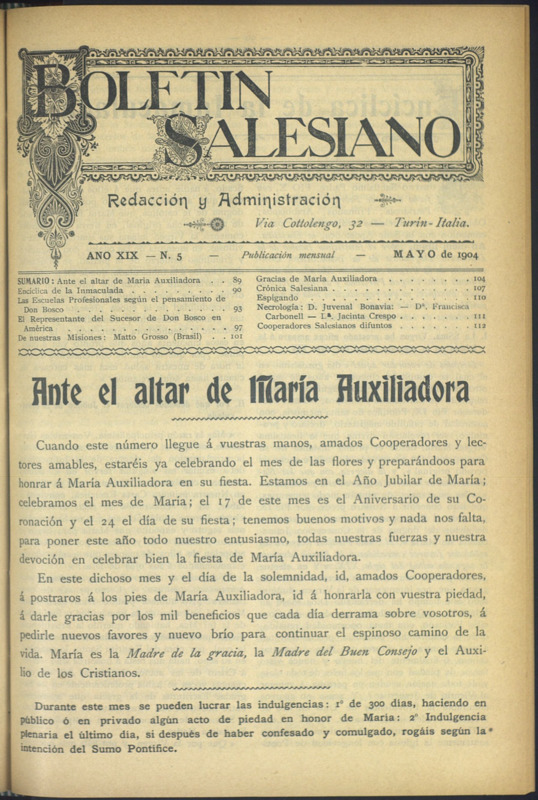 BOLETIN
SALESIANO
Redacción y Administración
Via Cottolengo, 32 — Turín-Italia.
AÑO XIX — N. 5 — Publicación mensual — MAYO de 1904
SUMARIO: Ante el altar de Maria Auxiliadora . . 89
Encíclica de la Inmaculada . . . . . . . . . 90
Las Escuelas Profesionales según el pensamiento de
Don Bosco . . . . . . . . . . . 93
El Representante del Sucesor de Don Bosco en
América . . . . . . . . . . . 97
De nuestras Misiones: Matto Grosso (Brasil) . . 101
Gracias de María Auxiliadora . . . . . . . 104
Crónica Salesiana . . . . . . . . . . . 107
Espigando . . . . . . . . . . . . . 110
Necrología: D. Juvenal Bonavia: — Dª. Francisca
Carbonell — I.ª. Jacinta Crespo . . . . . . . 111
Cooperadores Salesianos difuntos . . . . . . 112
Ante el altar de María Auxiliadora
Cuando este número llegue á vuestras manos, amados Cooperadores y lec-
tores amables, estaréis ya celebrando el mes de las flores y preparándoos para
honrar á María Auxiliadora en su fiesta. Estamos en el Año Jubilar de María;
celebramos el mes de Maria; el 17 de este mes es el Aniversario de su Co-
ronación y el 24 el día de su fiesta; tenemos buenos motivos y nada nos falta,
para poner este año todo nuestro entusiasmo, todas nuestras fuerzas y nuestra
devoción en celebrar bien la fiesta de María Auxiliadora.
En este dichoso mes y el día de la solemnidad, id, amados Cooperadores,
á postraros á los pies de María Auxiliadora, id á honrarla con vuestra piedad,
á darle gracias por los mil beneficios que cada día derrama sobre vosotros, á
pedirle nuevos favores y nuevo brío para continuar el espinoso camino de la
vida. María es la Madre de la gracia, la Madre del Buen Consejo y el Auxi-
lio de los Cristianos.
Durante este mes se pueden lucrar las indulgencias: 1º de 300 días, haciendo en
público ó en privado algún acto de piedad en honor de María: 2º Indulgencia
plenaria el último día, si después de haber confesado y comulgado, rogáis según la
intención del Sumo Pontífice.